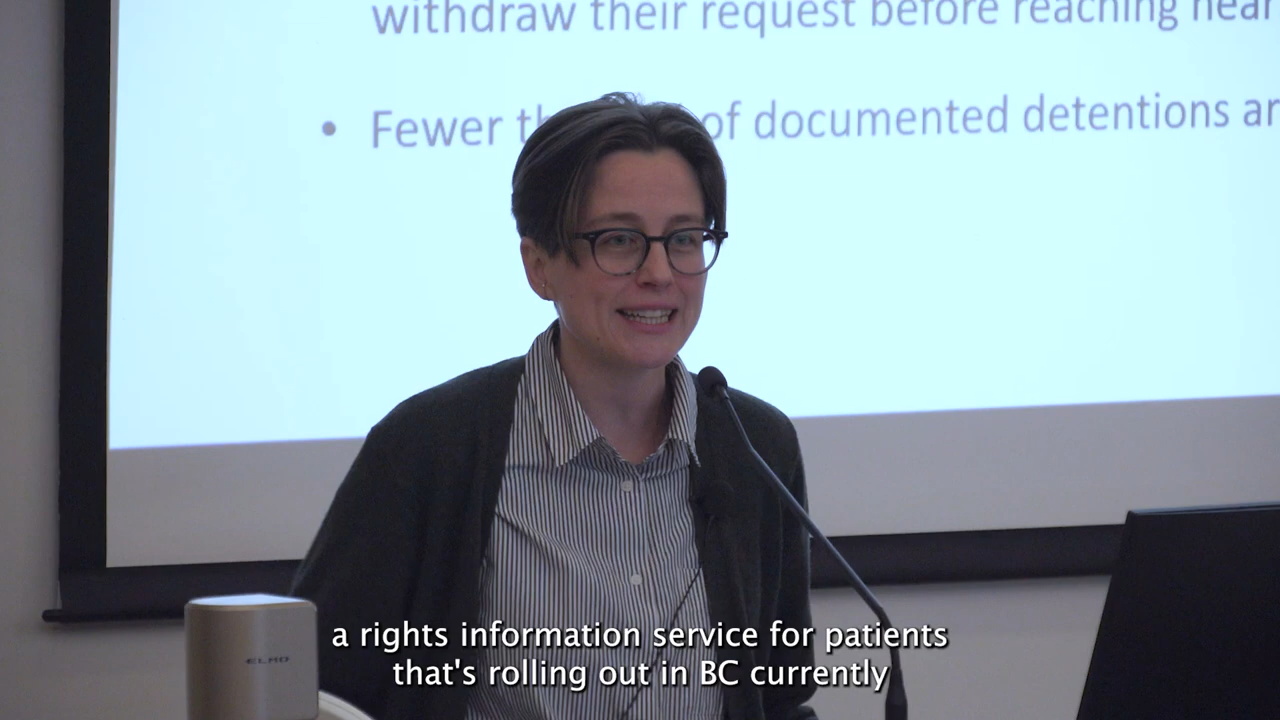 withdraw their request before reaching
Fewer of documented detentions
ELMO
a rights information service for patients
that's rolling out in BC currently